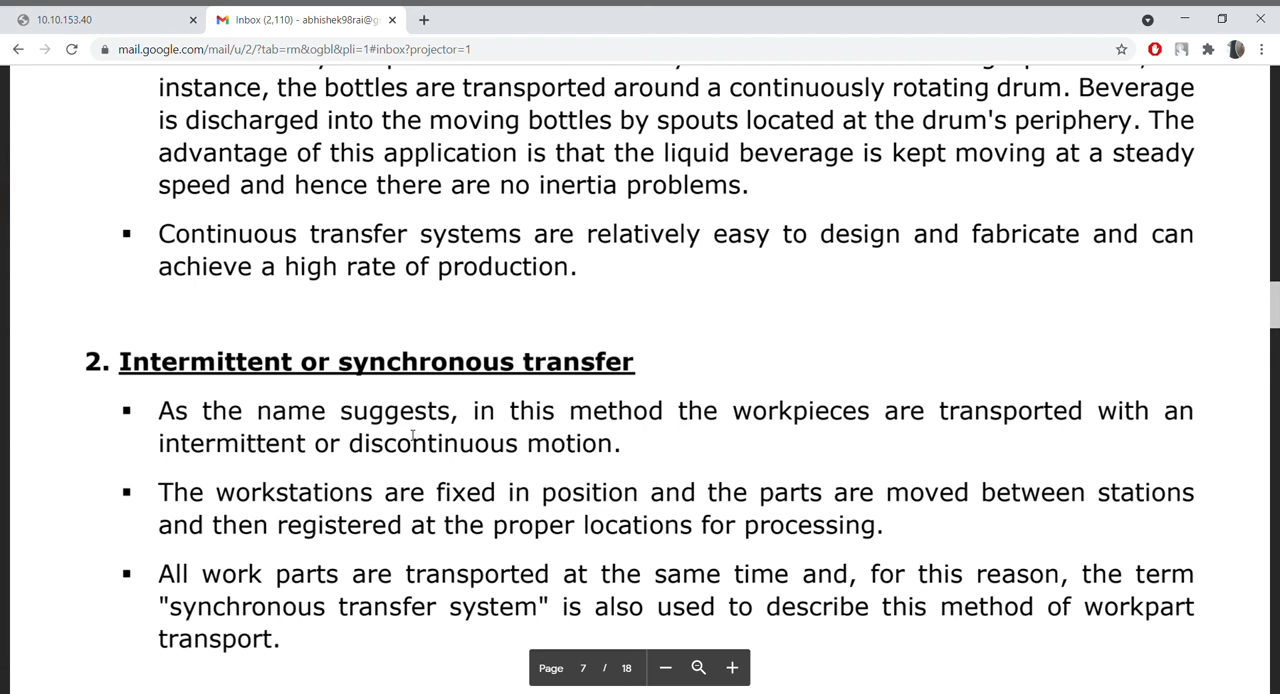 10.10.153.40
Inbox (2,110) - abhishek98rai@g
mail.google.com/mail/u/2/?tab=rm&ogbl&pli=1#inbox?projector=1
instance, the bottles are transported around a continuously rotating drum. Beverage
is discharged into the moving bottles by spouts located at the drum's periphery. The
advantage of this application is that the liquid beverage is kept moving at a steady
speed and hence there are no inertia problems.
▪ Continuous transfer systems are relatively easy to design and fabricate and can
achieve a high rate of production.
2. Intermittent or synchronous transfer
▪ As the name suggests, in this method the workpieces are transported with an
intermittent or discontinuous motion.
▪ The workstations are fixed in position and the parts are moved between stations
and then registered at the proper locations for processing.
▪ All work parts are transported at the same time and, for this reason, the term
"synchronous transfer system" is also used to describe this method of workpart
transport.
Page 7 / 18